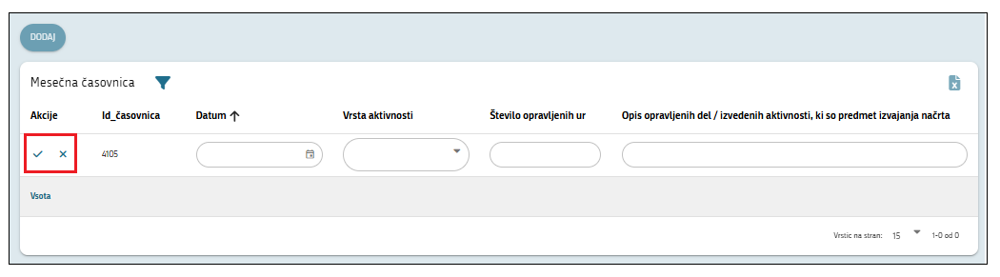 DODAJ
Mesečna časovnica
Akcije Id_časovnica Datum Vrsta aktivnosti Število opravljenih ur Opis opravljenih del / izvedenih aktivnosti, ki so predmet izvajanja načrta
4105
Vsota
Vrstic na stran: 15 1-0 od 0